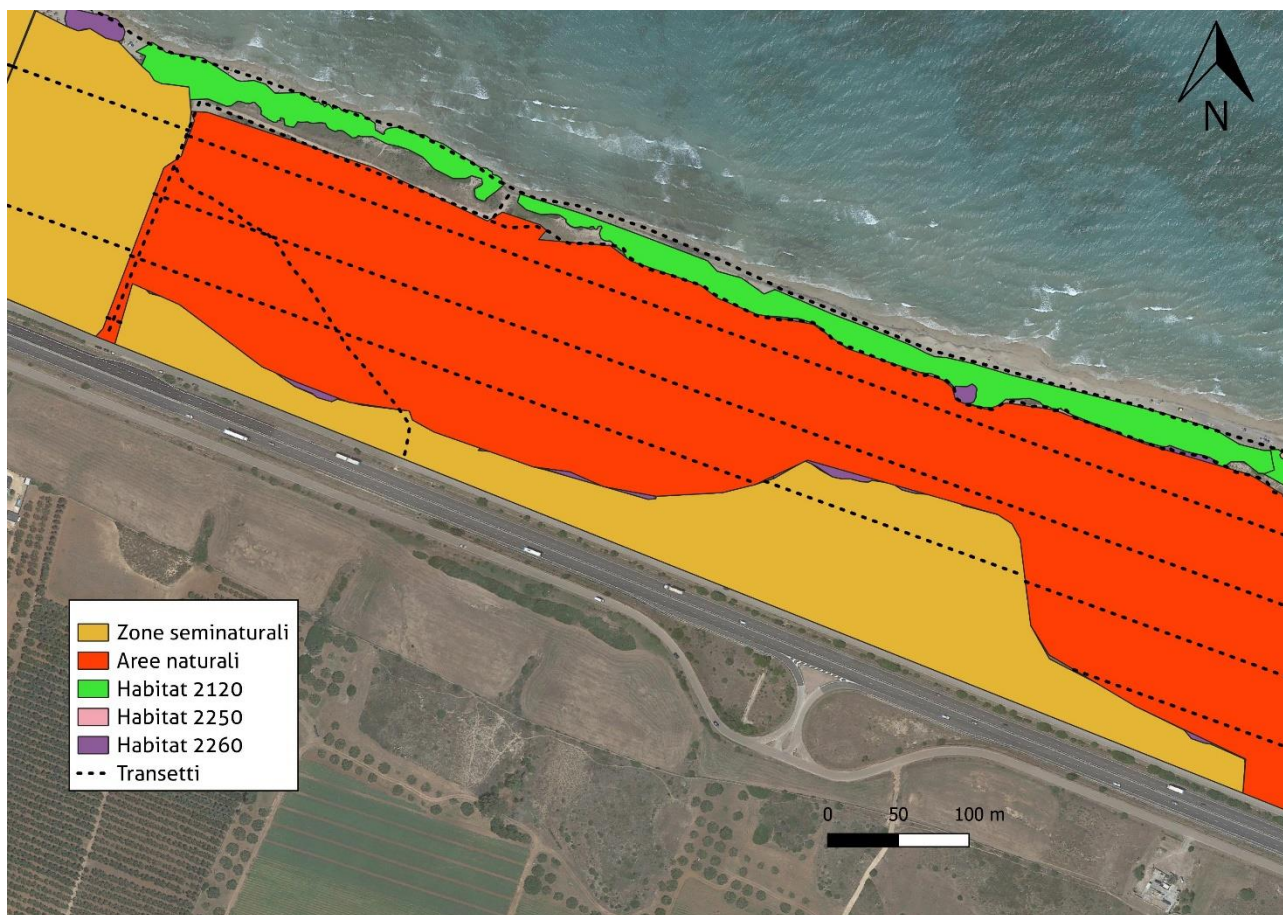 N
Zone seminaturali
Aree naturali
Habitat 2120
Habitat 2250
Habitat 2260
Transetti
0 50 100 m